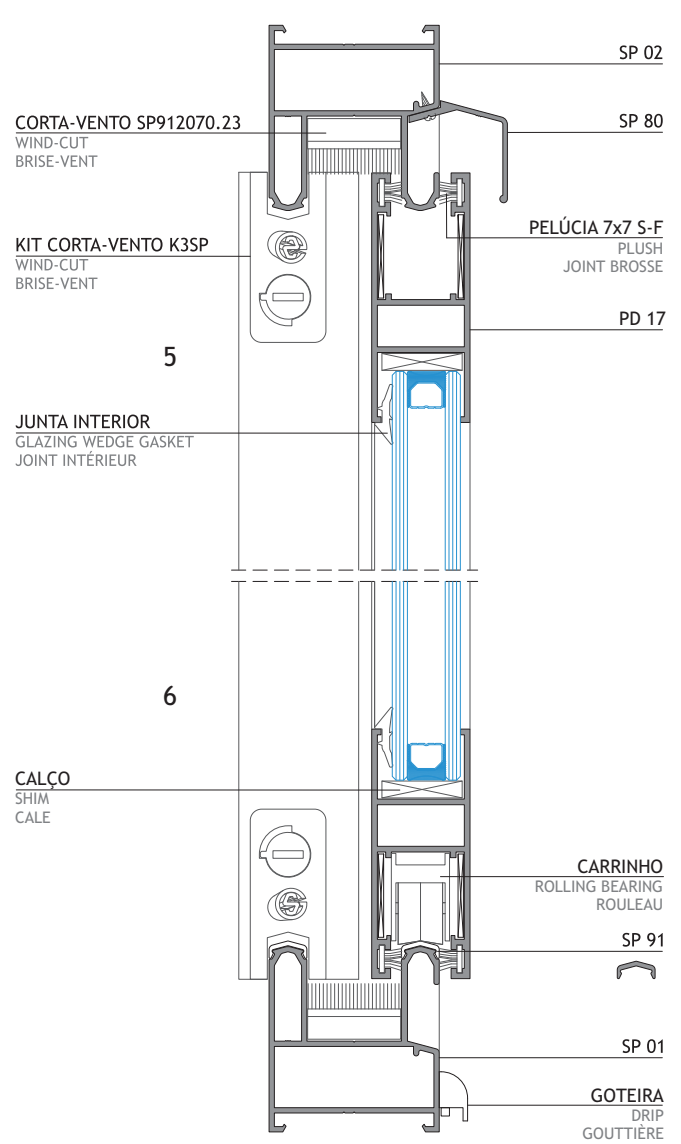 SP 02
CORTA-VENTO SP912070.23
WIND-CUT
BRISE-VENT
SP 80
KIT CORTA-VENTO K3SP
WIND-CUT
BRISE-VENT
PELÚCIA 7x7 S-F
PLUSH
JOINT BROSSE
PD 17
5
JUNTA INTERIOR
GLAZING WEDGE GASKET
JOINT INTÉRIEUR
6
CALÇO
SHIM
CALE
CARRINHO
ROLLING BEARING
ROULEAU
SP 91
SP 01
GOTEIRA
DRIP
GOUTTIÈRE